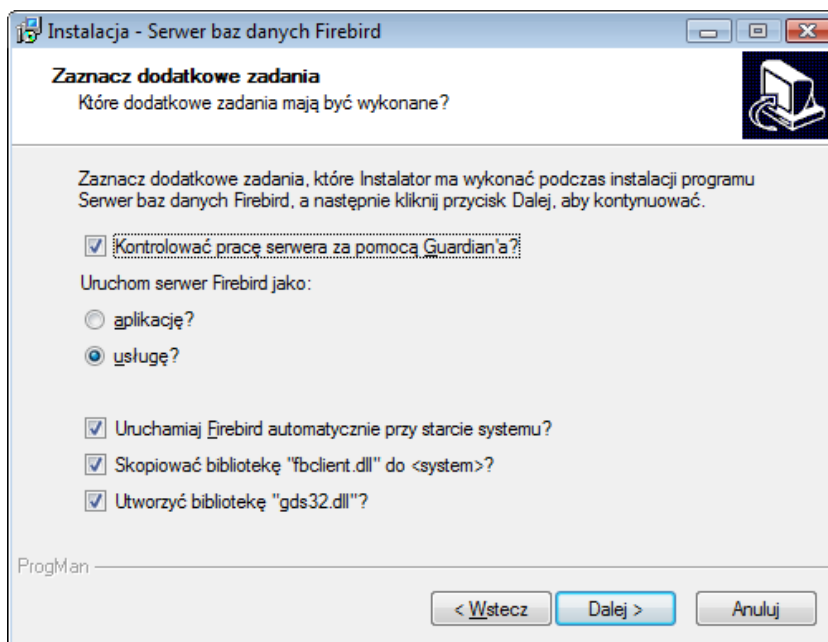 Instalacja - Serwer baz danych Firebird
Zaznacz dodatkowe zadania
Które dodatkowe zadania mają być wykonane?
Zaznacz dodatkowe zadania, które Instalator ma wykonać podczas instalacji programu
Serwer baz danych Firebird, a następnie kliknij przycisk Dalej, aby kontynuować.
Kontrolować pracę serwera za pomocą Guardian'a?
Uruchom serwer Firebird jako:
aplikację?
usługę?
Uruchamiaj Firebird automatycznie przy starcie systemu?
Skopiować bibliotekę "fbclient.dll" do <system>?
Utworzyć bibliotekę "gds32.dll"?
ProgMan
< Wstecz Dalej > Anuluj